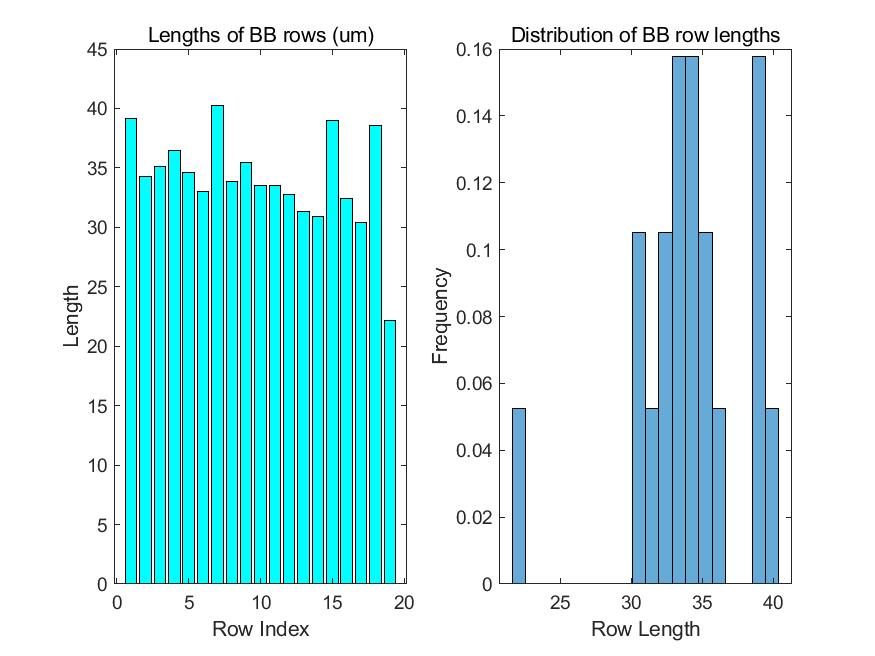 Lengths of BB rows (um)
45
40
35
30
25
20
15
10
5
0
Length
0 5 10 15 20
Row Index
Distribution of BB row lengths
0.16
0.14
0.12
0.1
0.08
0.06
0.04
0.02
0
Frequency
25 30 35 40
Row Length